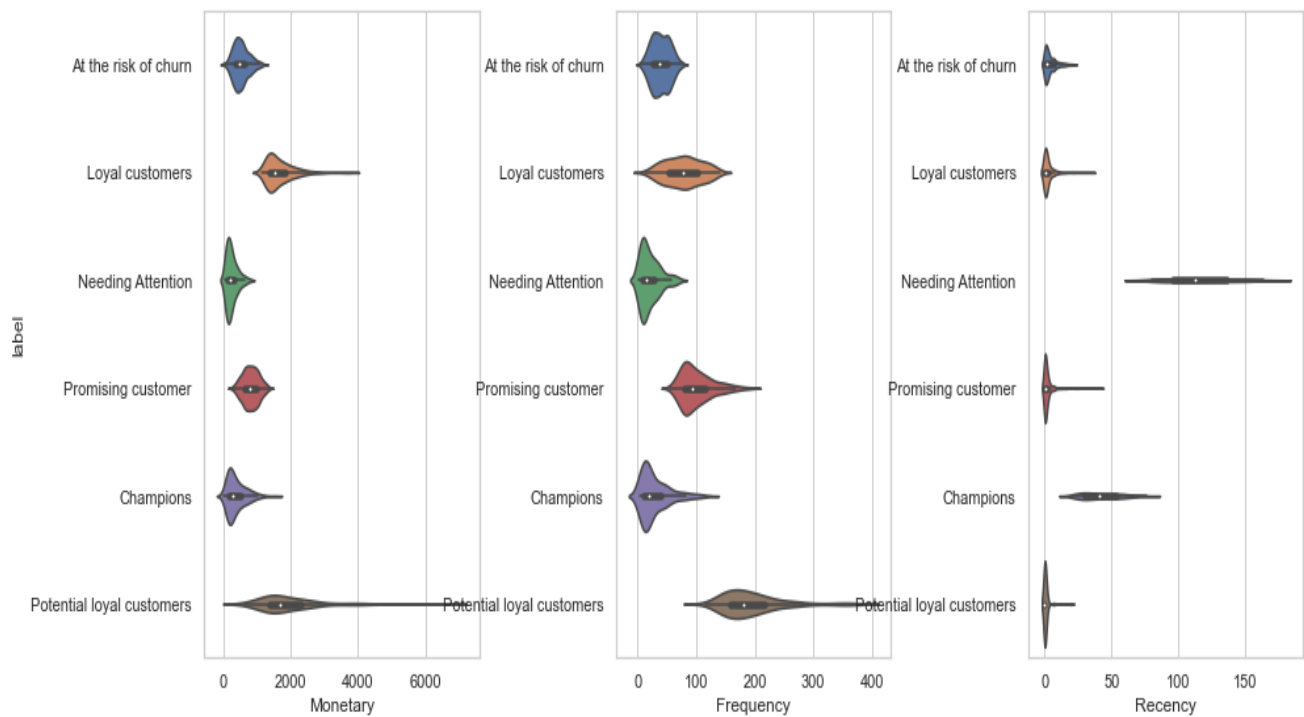 label
At the risk of churn
Loyal customers
Needing Attention
Promising customer
Champions
Potential loyal customers
0 2000 4000 6000
Monetary
At the risk of churn
Loyal customers
Needing Attention
Promising customer
Champions
Potential loyal customers
0 100 200 300 400
Frequency
At the risk of churn
Loyal customers
Needing Attention
Promising customer
Champions
Potential loyal customers
0 50 100 150
Recency